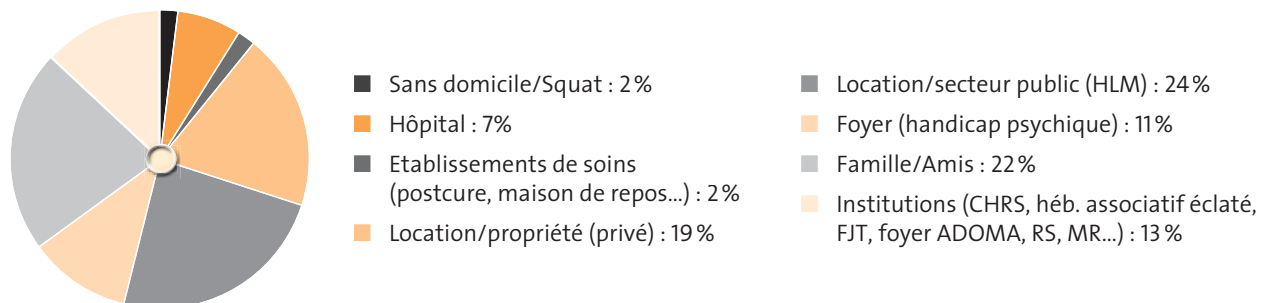 Sans domicile/Squat : 2 %
Hôpital : 7%
Etablissements de soins
(postcure, maison de repos...) : 2 %
Location/propriété (privé) : 19 %
Location/secteur public (HLM) : 24 %
Foyer (handicap psychique) : 11 %
Famille/Amis : 22 %
Institutions (CHRS, héb. associatif éclaté,
FJT, foyer ADOMA, RS, MR...) : 13 %